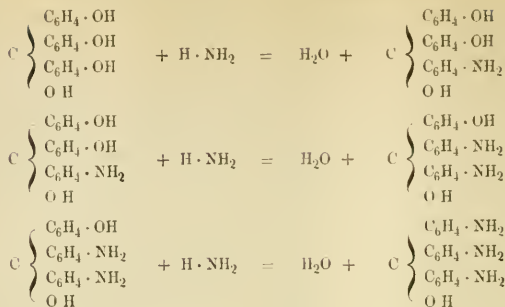 C₆H₄·OH C₆H₄·OH
C₆H₄·OH C₆H₄·OH
C { C₆H₄·OH + H·NH₂ = H₂O + C { C₆H₄·NH₂
O H O H
C₆H₄·OH C₆H₄·OH
C₆H₄·OH C₆H₄·NH₂
C { C₆H₄·NH₂ + H·NH₂ = H₂O + C { C₆H₄·NH₂
O H O H
C₆H₄·OH C₆H₄·NH₂
C₆H₄·NH₂ C₆H₄·NH₂
C { C₆H₄·NH₂ + H·NH₂ = H₂O + C { C₆H₄·NH₂
O H O H